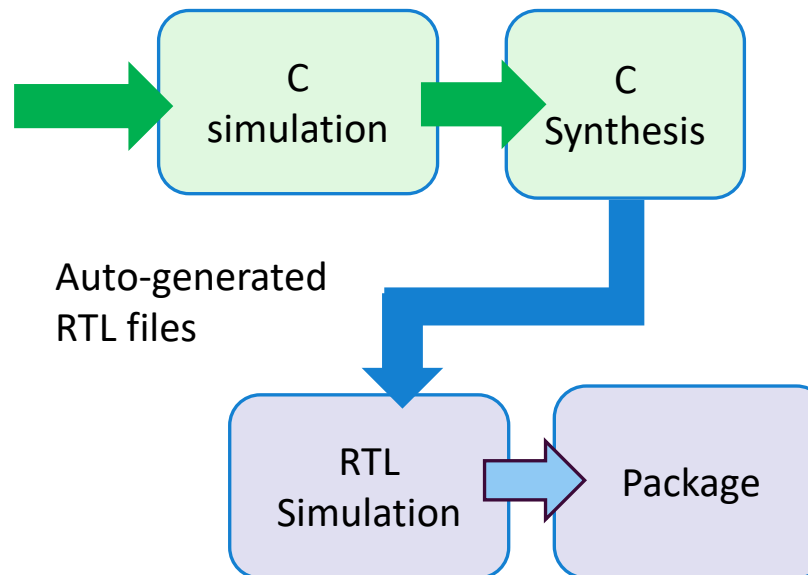 C
simulation
C
Synthesis
Auto-generated
RTL files
RTL
Simulation
Package